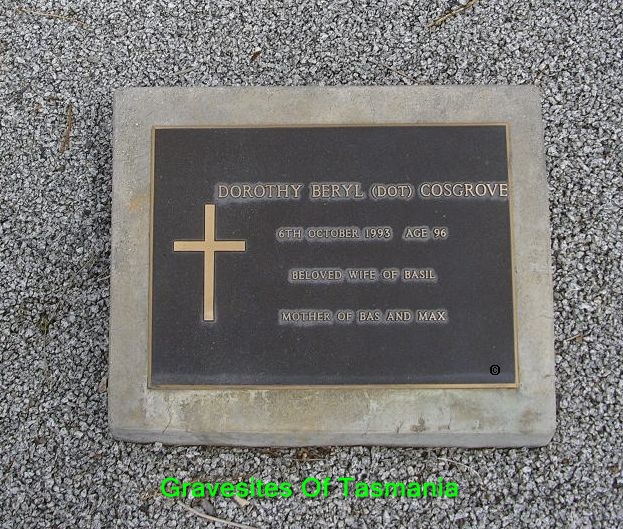 DOROTHY BERYL (DOT) COSGROVE
6TH OCTOBER 1993 AGE 96
BELOVED WIFE OF BASIL
MOTHER OF BAS AND MAX
Gravesites Of Tasmania